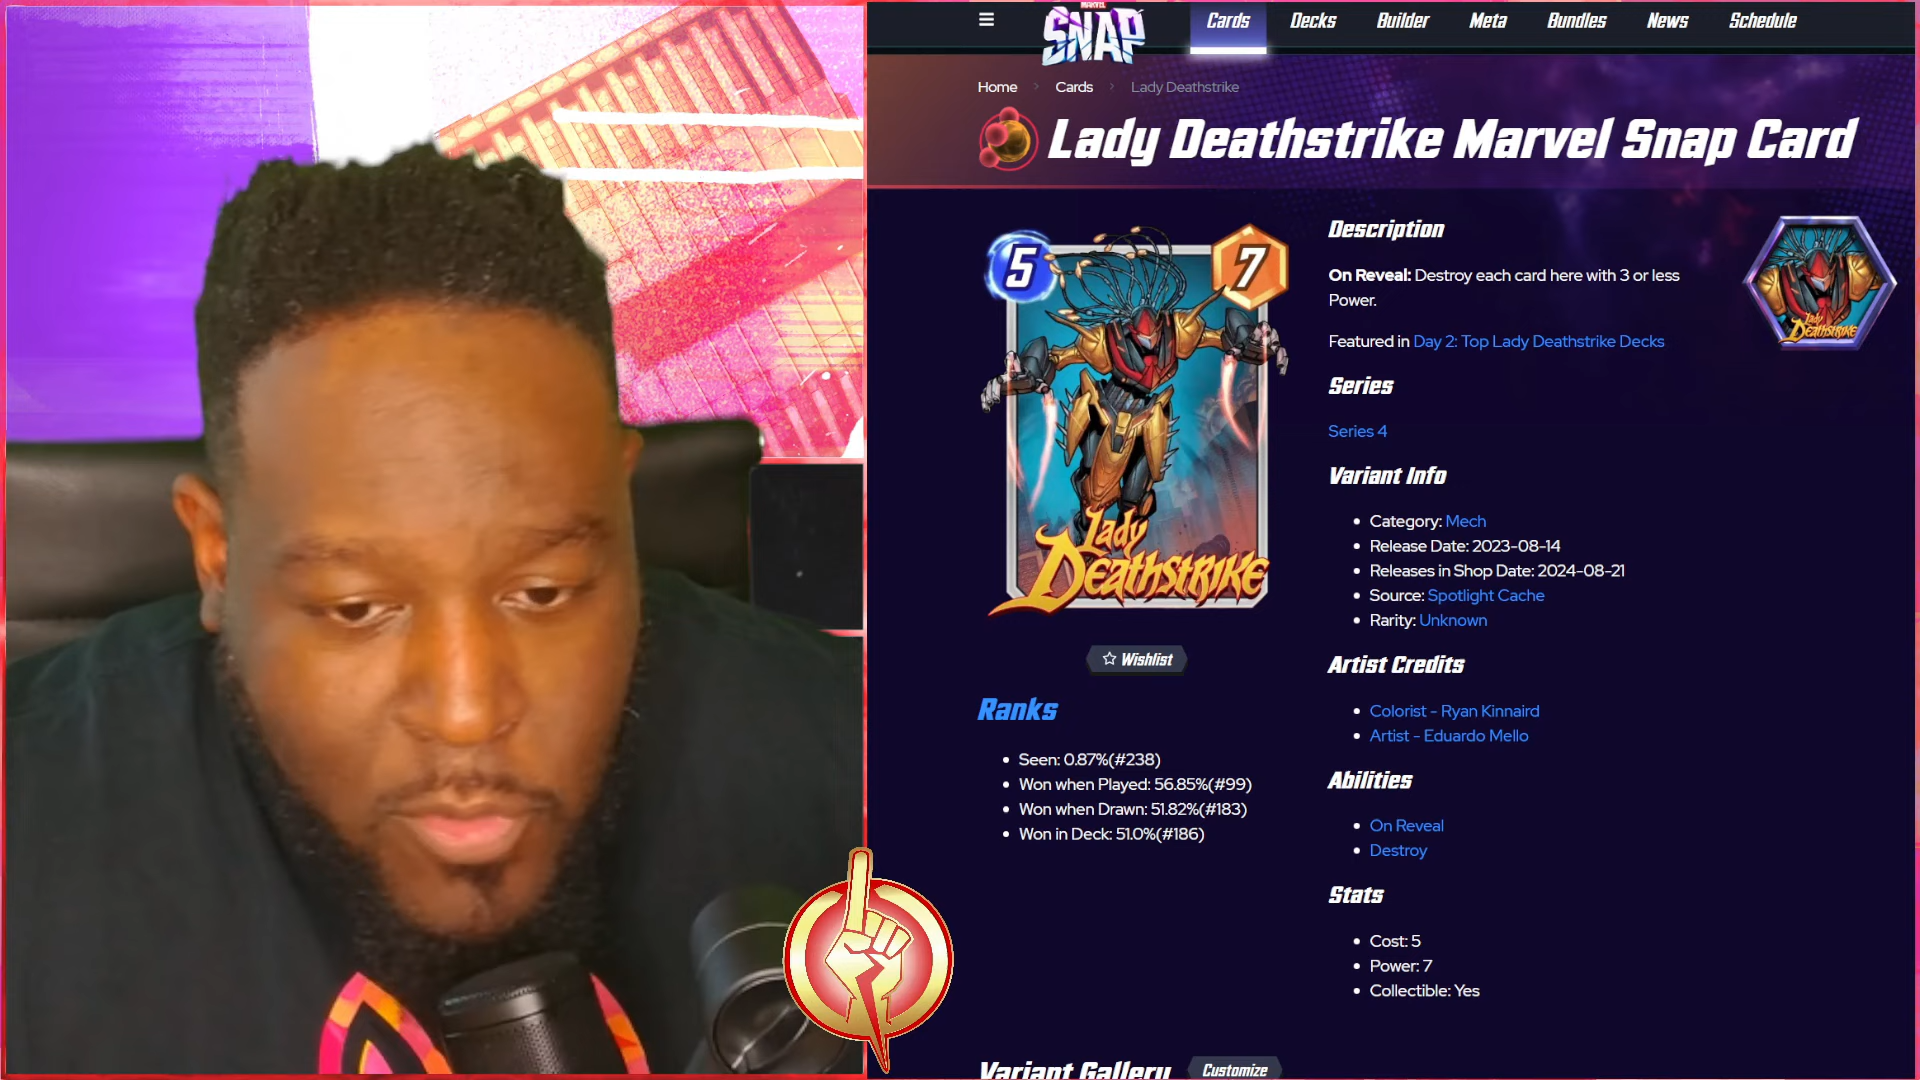 MARVEL
SNAP
Cards
Decks
Builder
Meta
Bundles
News
Schedule
Home
Cards
Lady Deathstrike
Lady Deathstrike Marvel Snap Card
5
7
Lady
Deathstrike
Wishlist
Ranks
Seen: 0.87%(#238)
Won when Played: 56.85%(#99)
Won when Drawn: 51.82%(#183)
Won in Deck: 51.0%(#186)
Description
On Reveal: Destroy each card here with 3 or less
Power.
Featured in Day 2: Top Lady Deathstrike Decks
Lady
Deathstrike
Series
Series 4
Variant Info
Category: Mech
Release Date: 2023-08-14
Releases in Shop Date: 2024-08-21
Source: Spotlight Cache
Rarity: Unknown
Artist Credits
Colorist - Ryan Kinnaird
Artist - Eduardo Mello
Abilities
On Reveal
Destroy
Stats
Cost: 5
Power: 7
Collectible: Yes
Variant Gallery
Customize